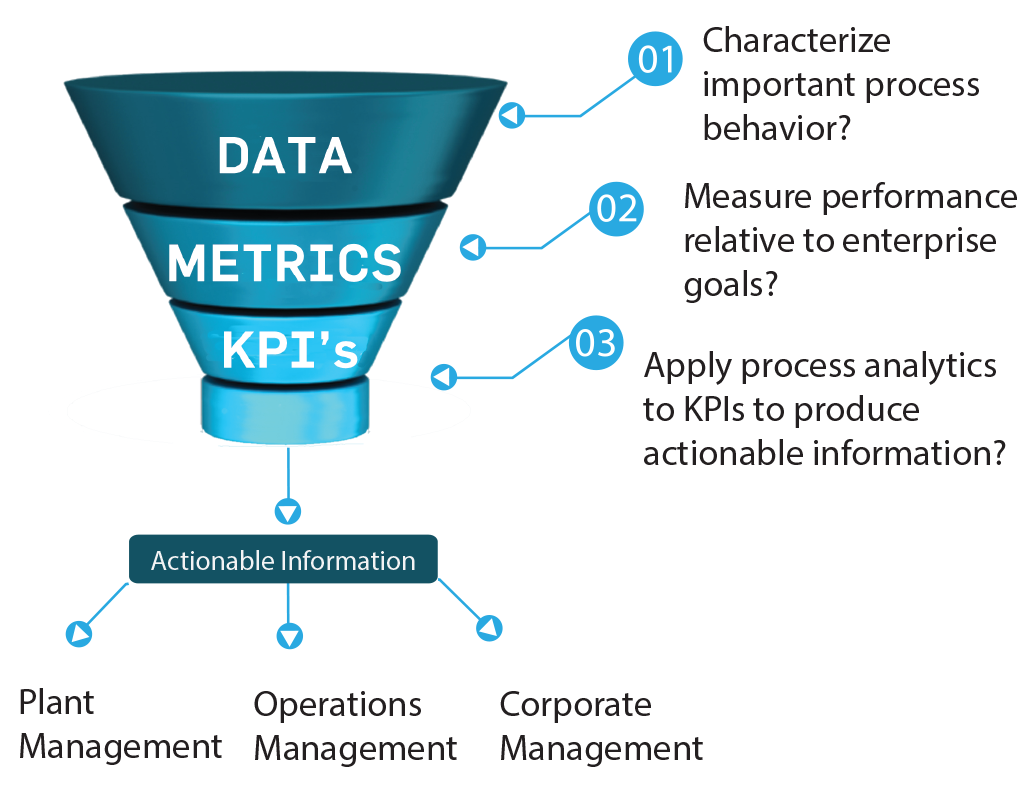 DATA
METRICS
KPI's
01
Characterize
important process
behavior?
02
Measure performance
relative to enterprise
goals?
03
Apply process analytics
to KPIs to produce
actionable information?
Actionable Information
Plant
Management
Operations
Management
Corporate
Management